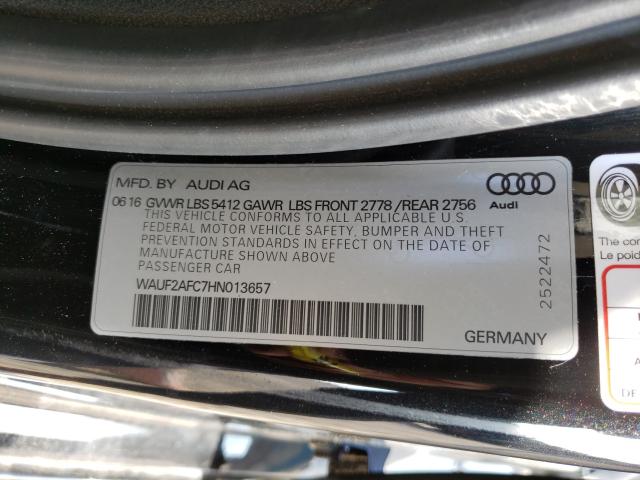 MFD. BY AUDI AG
Audi
06 16 GVWR LBS 5412 GAWR LBS FRONT 2778 /REAR 2756
THIS VEHICLE CONFORMS TO ALL APPLICABLE U.S.
FEDERAL MOTOR VEHICLE SAFETY, BUMPER AND THEFT
PREVENTION STANDARDS IN EFFECT ON THE DATE OF
MANUFACTURE SHOWN ABOVE
PASSENGER CAR
WAUF2AFC7HN013657
2522472
GERMANY
The co
Le poid
DE